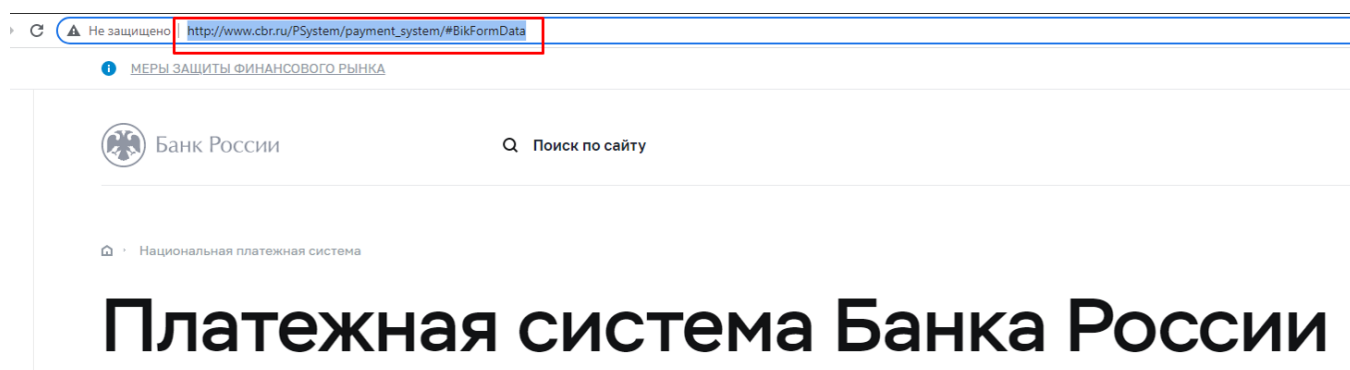 Не защищено http://www.cbr.ru/PSystem/payment_system/#BikFormData
МЕРЫ ЗАЩИТЫ ФИНАНСОВОГО РЫНКА
Банк России Поиск по сайту
Национальная платежная система
Платежная система Банка России